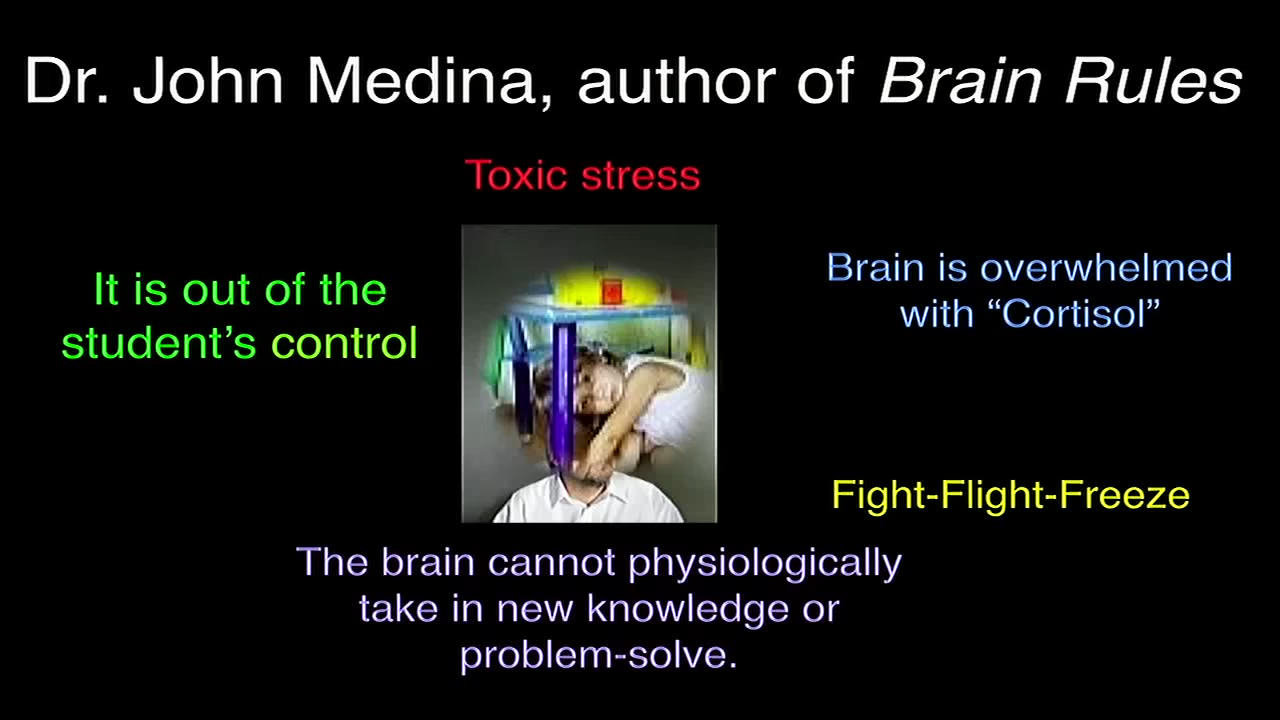 Dr. John Medina, author of Brain Rules
Toxic stress
It is out of the
student’s control
Brain is overwhelmed
with “Cortisol”
Fight-Flight-Freeze
The brain cannot physiologically
take in new knowledge or
problem-solve.